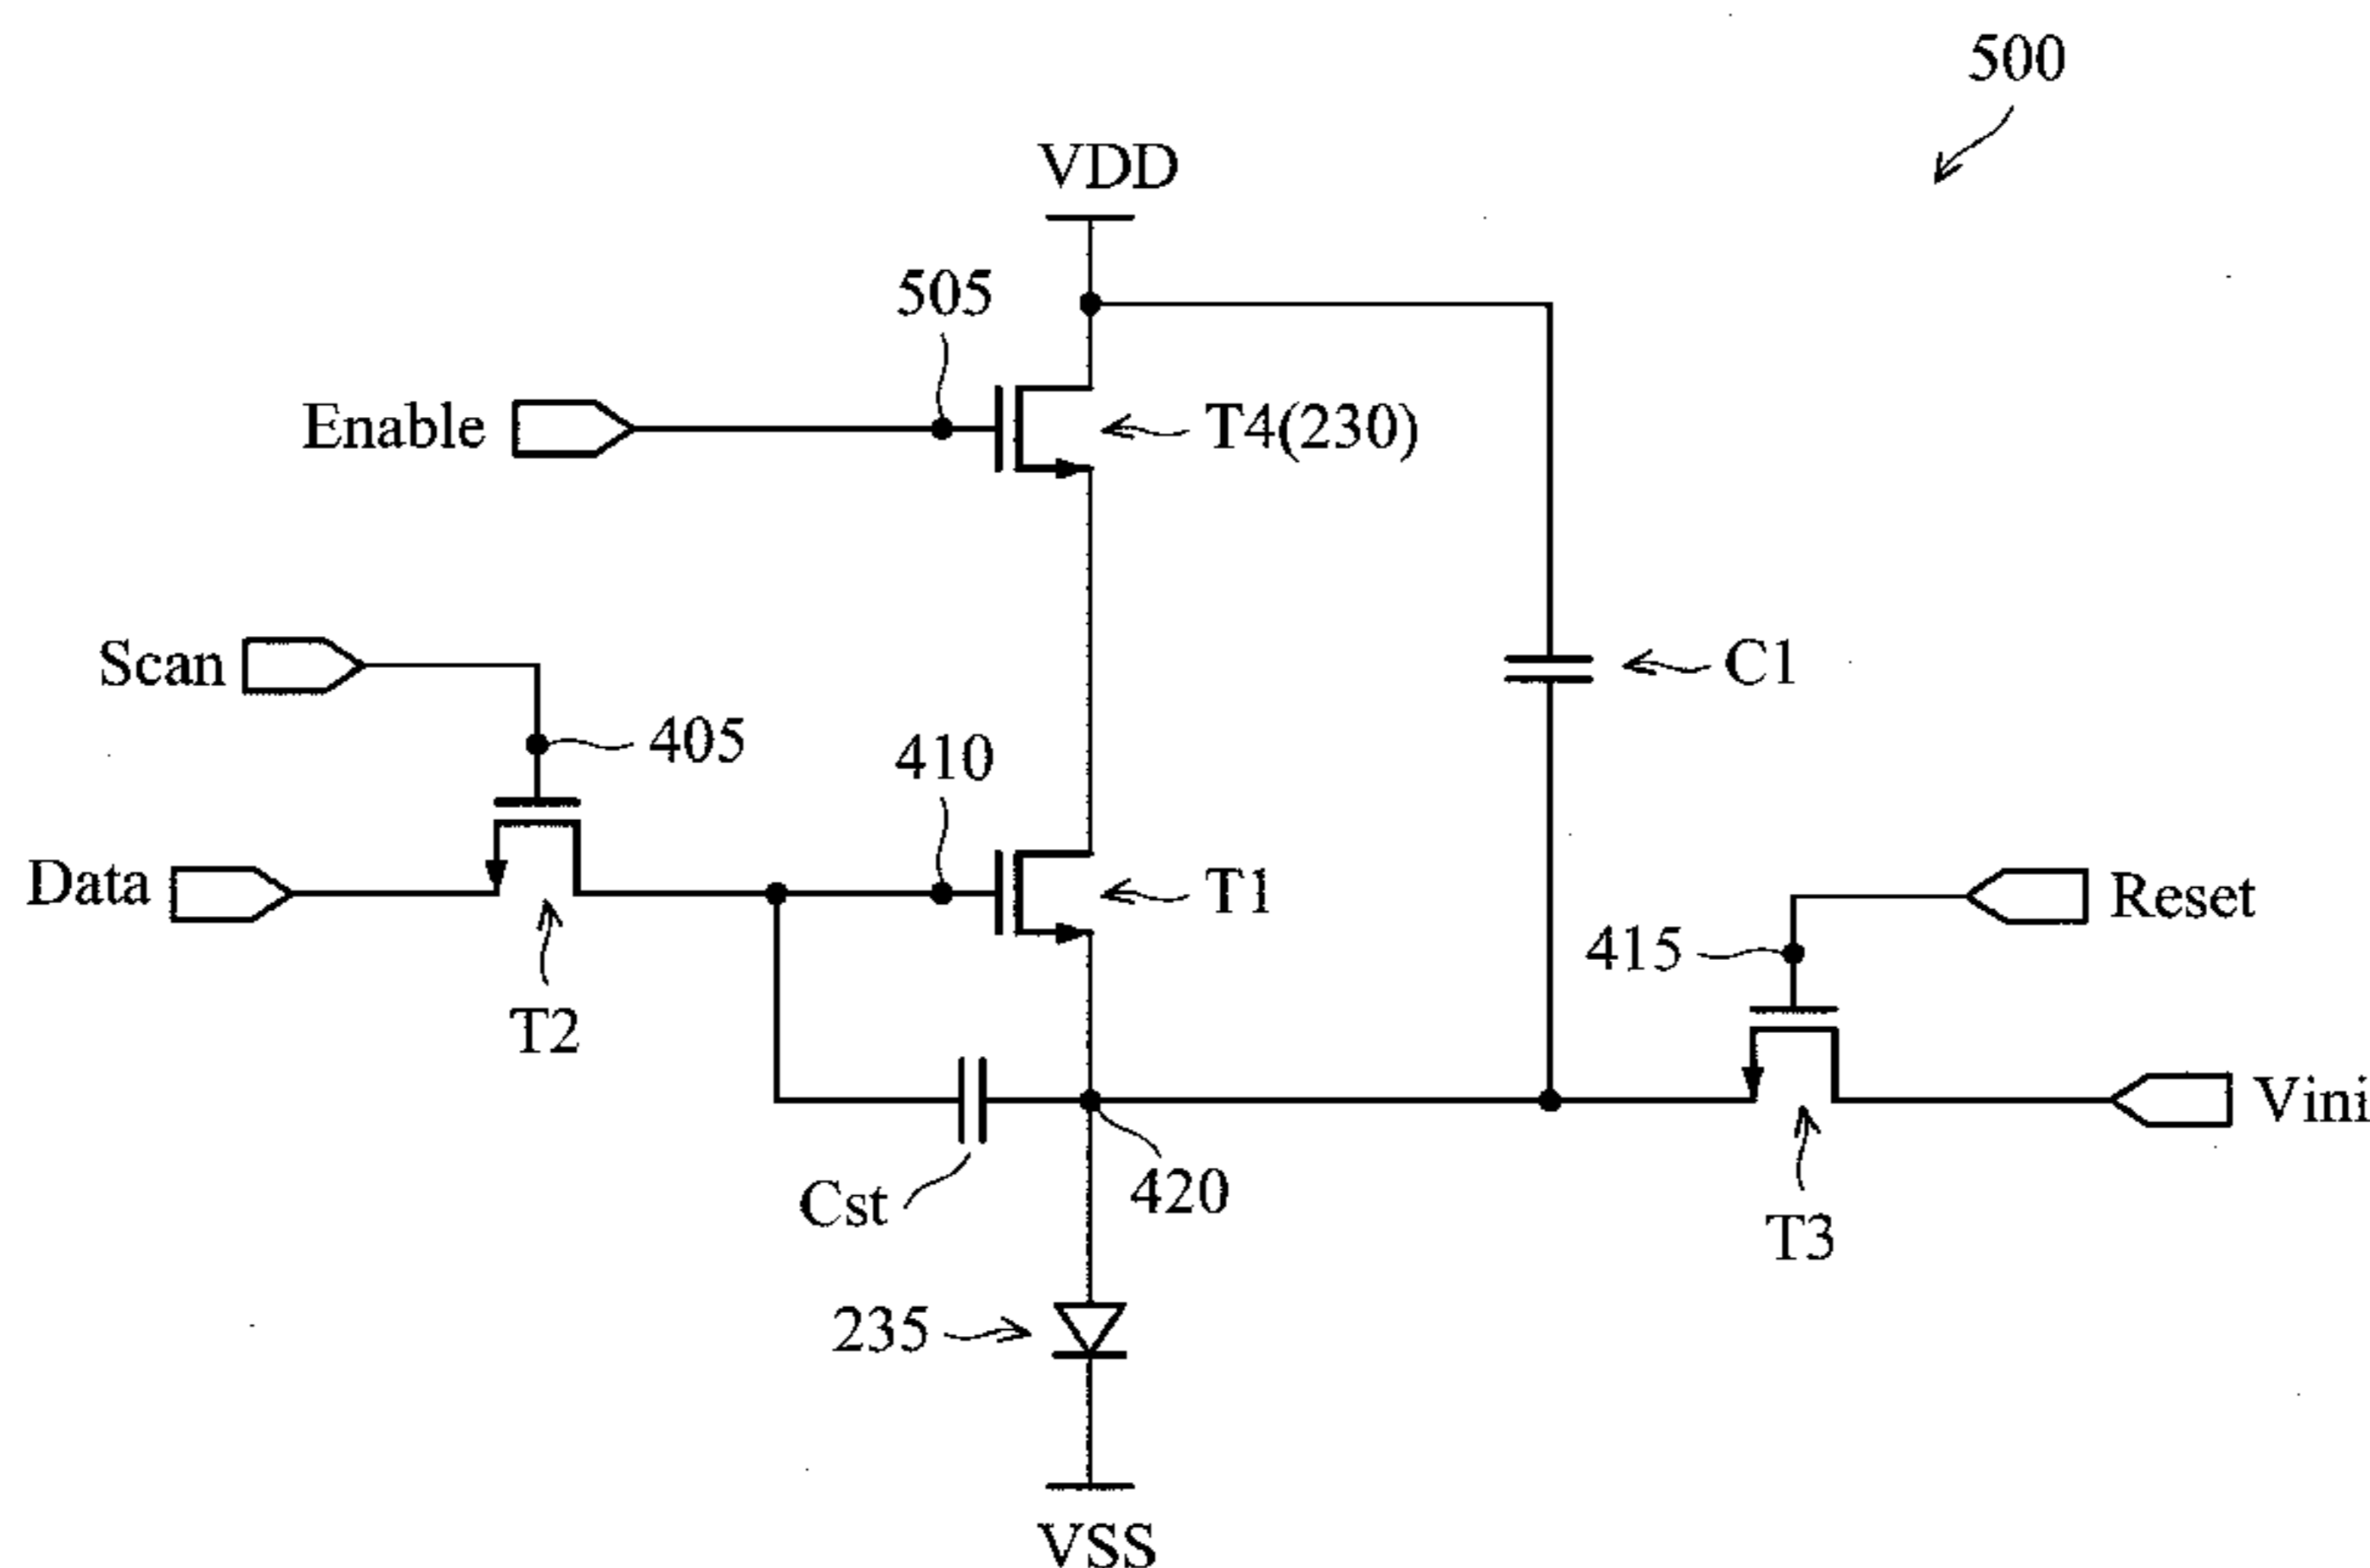 500
VDD
505
Enable
T4(230)
Scan
C1
405
410
Data
T1
Reset
415
T2
Vini
Cst
420
T3
235
VSS